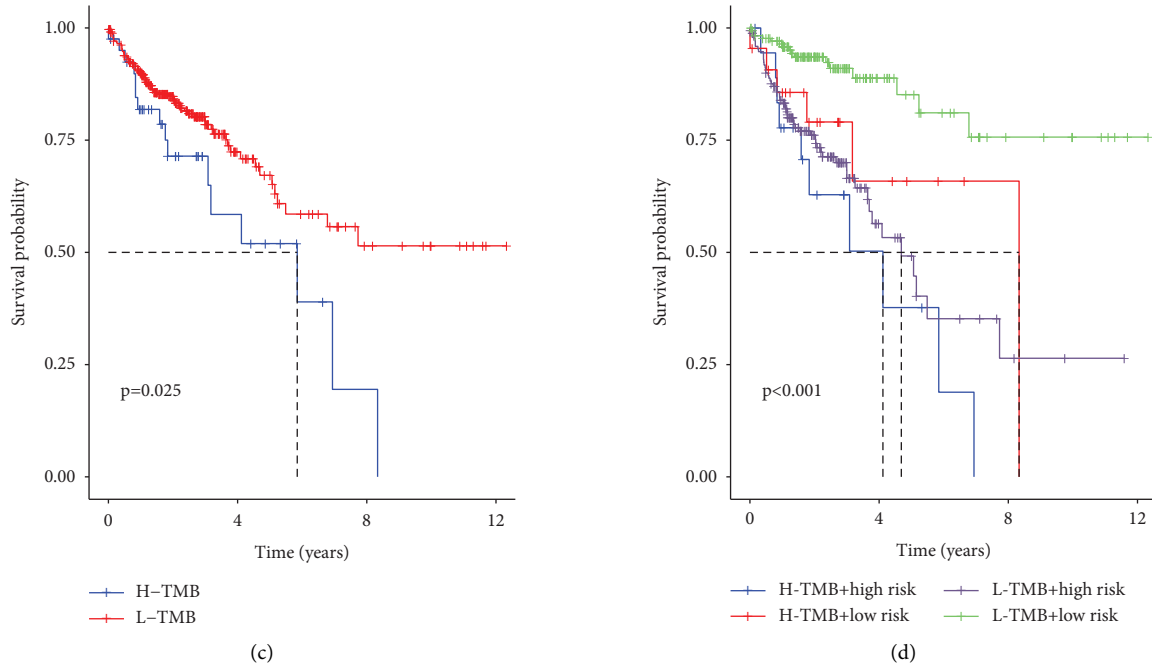 1.00
0.75
0.50
0.25
0.00
Survival probability
p=0.025
0 4 8 12
Time (years)
H−TMB
L−TMB
(c)
1.00
0.75
0.50
0.25
0.00
Survival probability
p<0.001
0 4 8 12
Time (years)
H-TMB+high risk L-TMB+high risk
H-TMB+low risk L-TMB+low risk
(d)